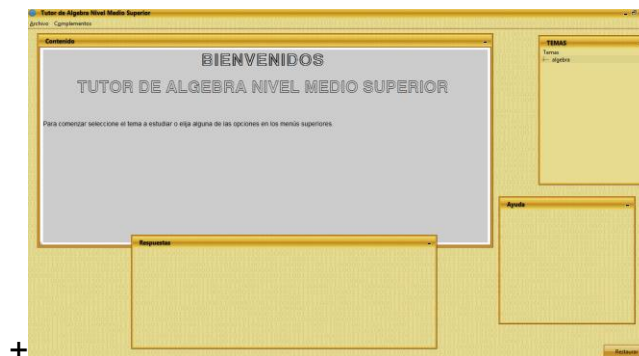 Tutor de Algebra Nivel Medio Superior
Archivo Complementos
Contenido
BIENVENIDOS
TUTOR DE ALGEBRA NIVEL MEDIO SUPERIOR
Para comenzar seleccione el tema a estudiar o elija alguna de las opciones en los menús superiores.
TEMAS
Temas
algebra
Ayuda
Respuestas
Restaurar
+